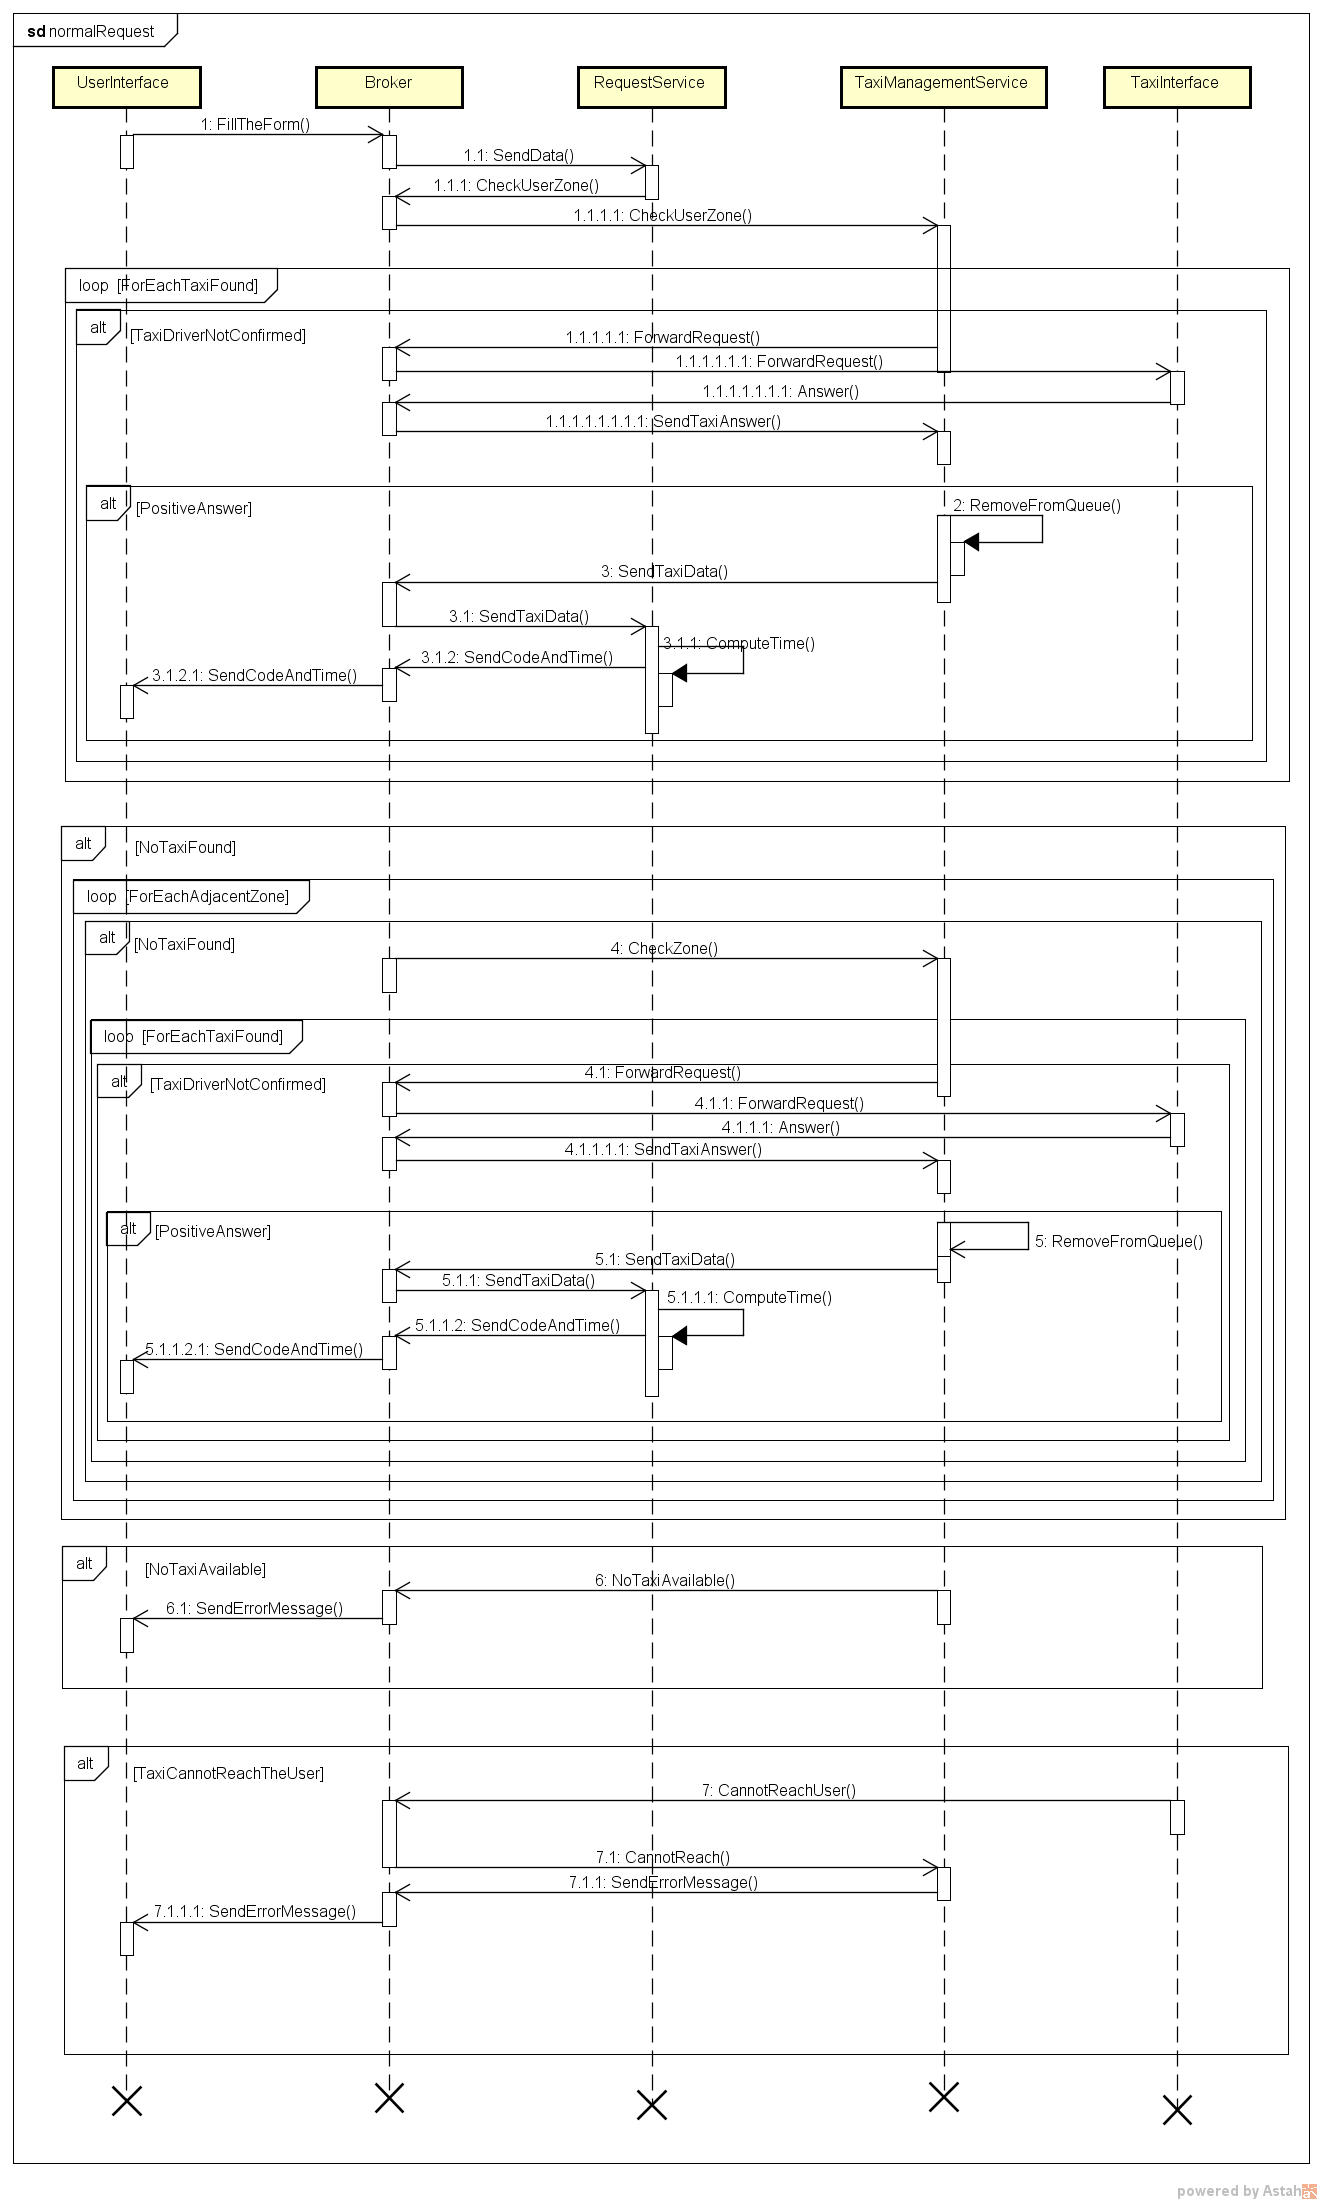 sd normalRequest
UserInterface
Broker
RequestService
TaxiManagementService
TaxiInterface
1: FillTheForm()
1.1: SendData()
1.1.1: CheckUserZone()
1.1.1.1: CheckUserZone()
loop [ForEachTaxiFound]
alt
[TaxiDriverNotConfirmed]
1.1.1.1.1: ForwardRequest()
1.1.1.1.1.1: ForwardRequest()
1.1.1.1.1.1.1: Answer()
1.1.1.1.1.1.1.1: SendTaxiAnswer()
alt
[PositiveAnswer]
2: RemoveFromQueue()
3: SendTaxiData()
3.1: SendTaxiData()
3.1.1: ComputeTime()
3.1.2: SendCodeAndTime()
3.1.2.1: SendCodeAndTime()
alt
[NoTaxiFound]
loop [ForEachAdjacentZone]
alt
[NoTaxiFound]
4: CheckZone()
loop [ForEachTaxiFound]
alt
[TaxiDriverNotConfirmed]
4.1: ForwardRequest()
4.1.1: ForwardRequest()
4.1.1.1: Answer()
4.1.1.1.1: SendTaxiAnswer()
alt
[PositiveAnswer]
5: RemoveFromQueue()
5.1: SendTaxiData()
5.1.1: SendTaxiData()
5.1.1.1: ComputeTime()
5.1.1.2: SendCodeAndTime()
5.1.1.2.1: SendCodeAndTime()
alt
[NoTaxiAvailable]
6: NoTaxiAvailable()
6.1: SendErrorMessage()
alt
[TaxiCannotReachTheUser]
7: CannotReachUser()
7.1: CannotReach()
7.1.1: SendErrorMessage()
7.1.1.1: SendErrorMessage()
powered by Astah